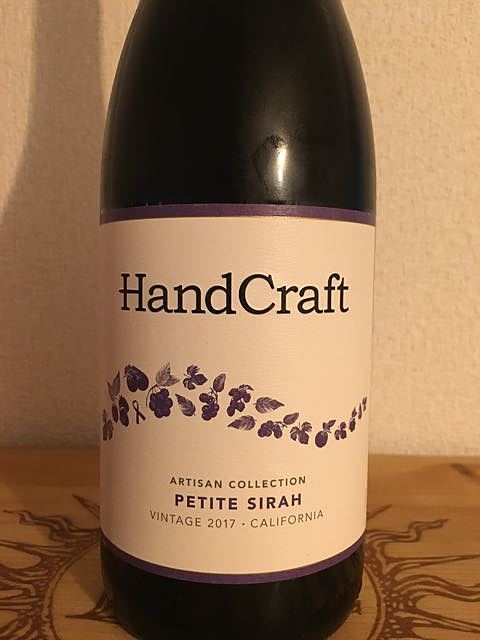 HandCraft
ARTISAN COLLECTION
PETITE SIRAH
VINTAGE 2017 · CALIFORNIA